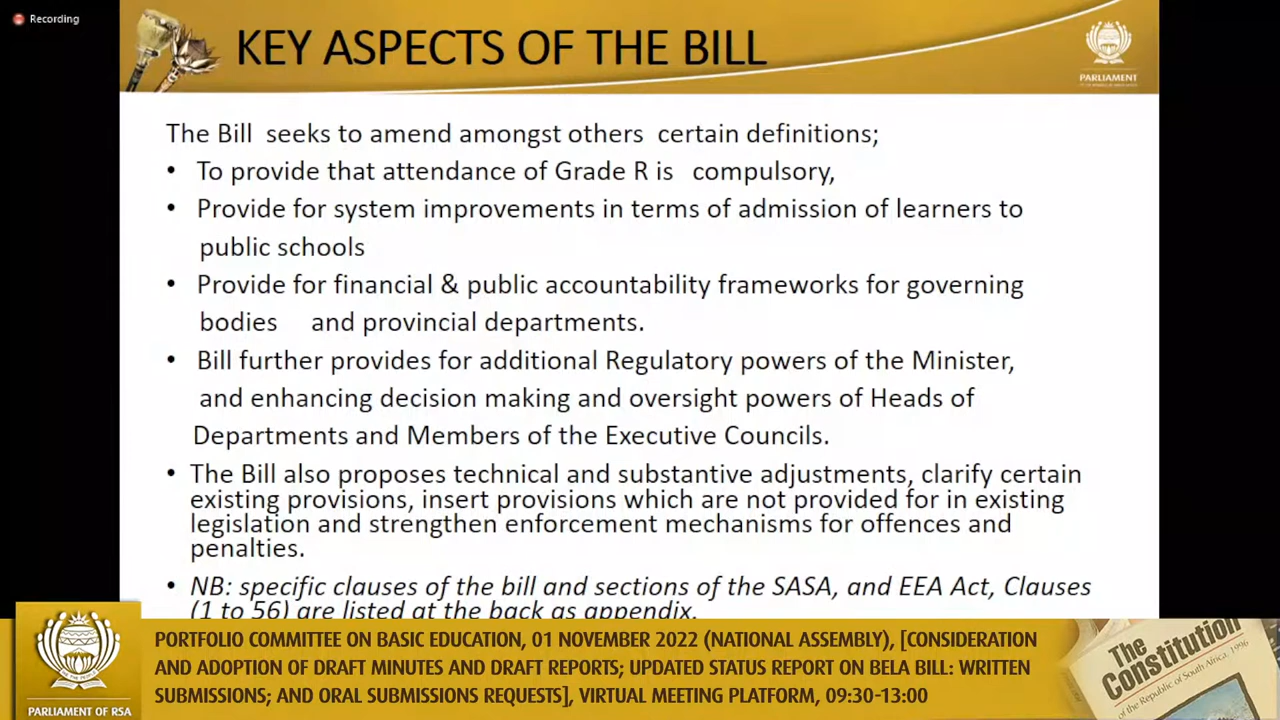 Recording
KEY ASPECTS OF THE BILL
PARLIAMENT
The Bill seeks to amend amongst others certain definitions;
• To provide that attendance of Grade R is compulsory,
• Provide for system improvements in terms of admission of learners to
public schools
• Provide for financial & public accountability frameworks for governing
bodies and provincial departments.
• Bill further provides for additional Regulatory powers of the Minister,
and enhancing decision making and oversight powers of Heads of
Departments and Members of the Executive Councils.
• The Bill also proposes technical and substantive adjustments, clarify certain
existing provisions, insert provisions which are not provided for in existing
legislation and strengthen enforcement mechanisms for offences and
penalties.
• NB: specific clauses of the bill and sections of the SASA, and EEA Act, Clauses
(1 to 56) are listed at the back as appendix.
PORTFOLIO COMMITTEE ON BASIC EDUCATION, 01 NOVEMBER 2022 (NATIONAL ASSEMBLY), [CONSIDERATION
AND ADOPTION OF DRAFT MINUTES AND DRAFT REPORTS; UPDATED STATUS REPORT ON BELA BILL: WRITTEN
SUBMISSIONS; AND ORAL SUBMISSIONS REQUESTS], VIRTUAL MEETING PLATFORM, 09:30-13:00
PARLIAMENT OF RSA
The
Constitution
of the Republic of South Africa, 1996